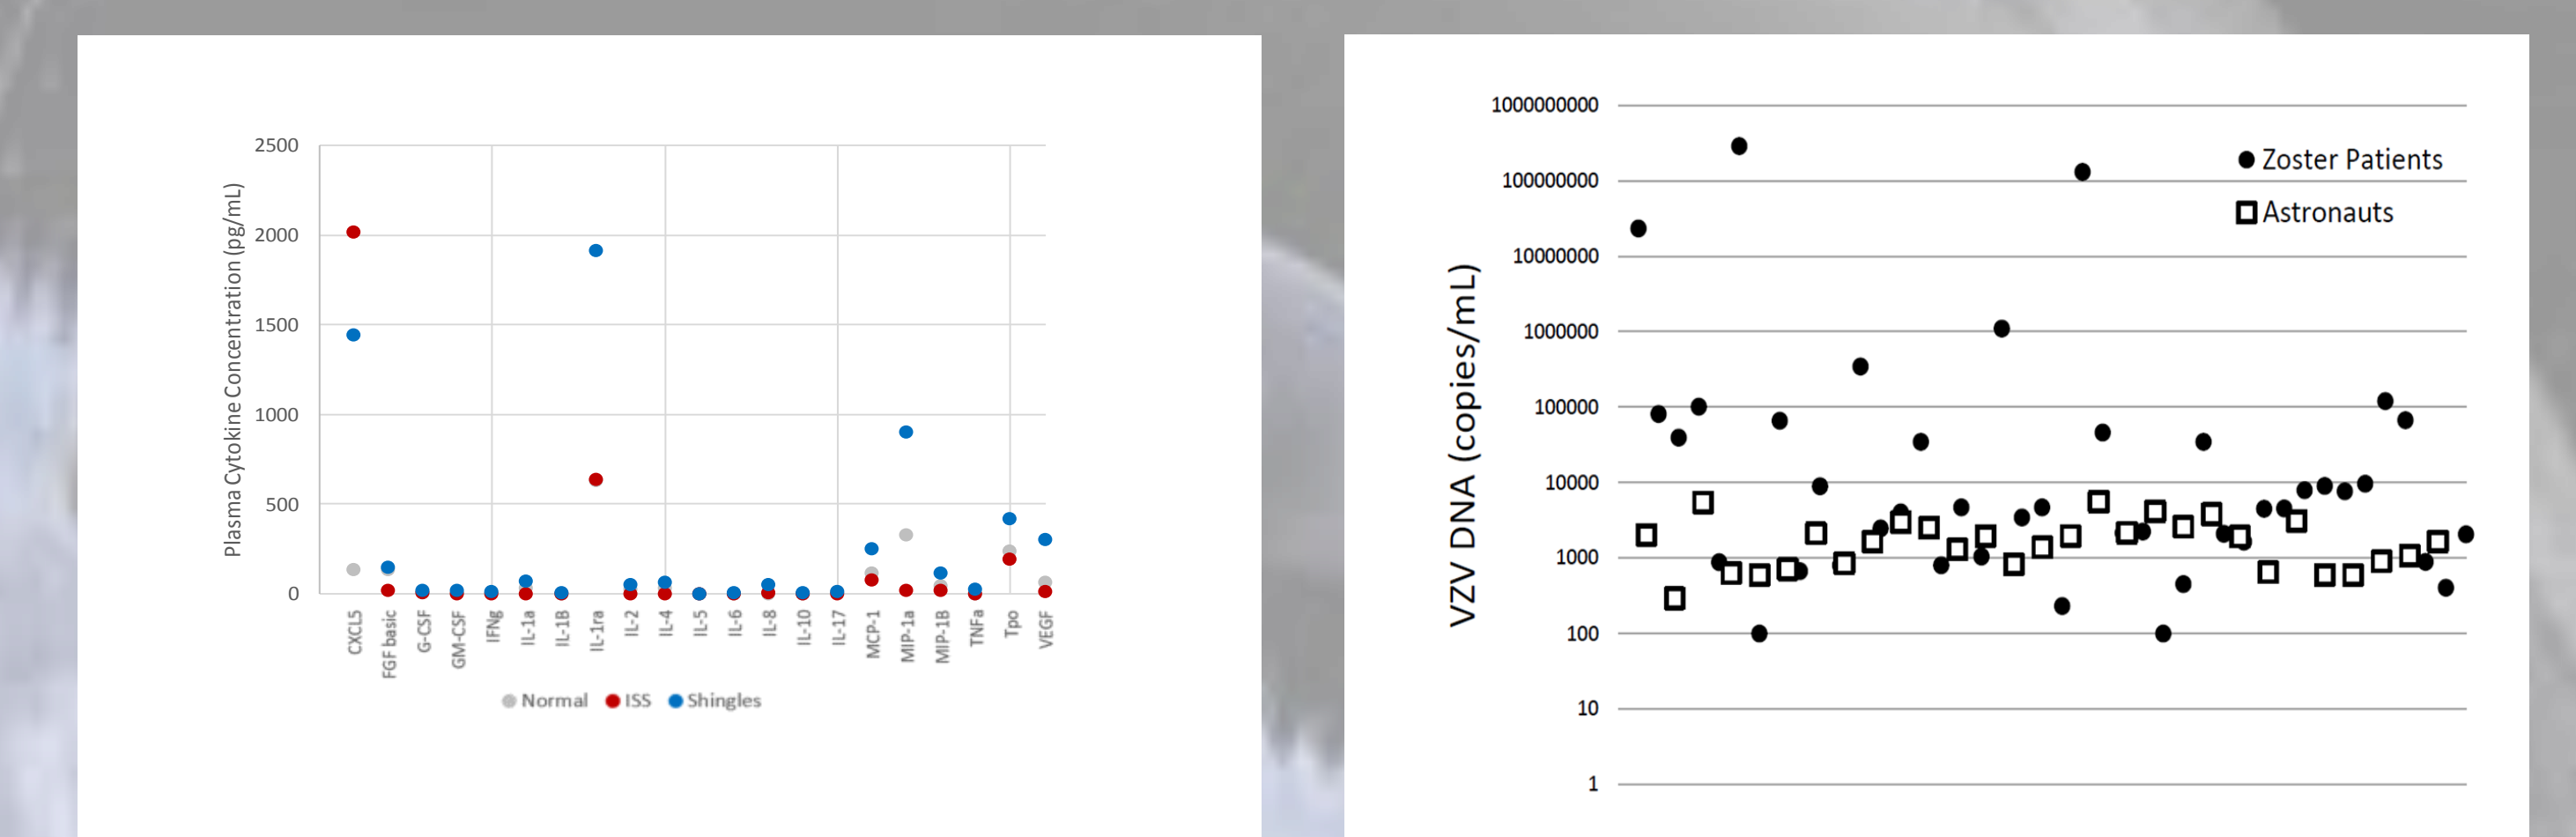 Plasma Cytokine Concentration (pg/mL)
2500
2000
1500
1000
500
0
CXCL5
FGF basic
G-CSF
GM-CSF
IFNg
IL-1a
IL-1B
IL-1ra
IL-2
IL-4
IL-5
IL-6
IL-8
IL-10
IL-17
MCP-1
MIP-1a
MIP-1B
TNFa
Tpo
VEGF
Normal ISS Shingles
VZV DNA (copies/mL)
1000000000
100000000
10000000
1000000
100000
10000
1000
100
10
1
Zoster Patients
Astronauts